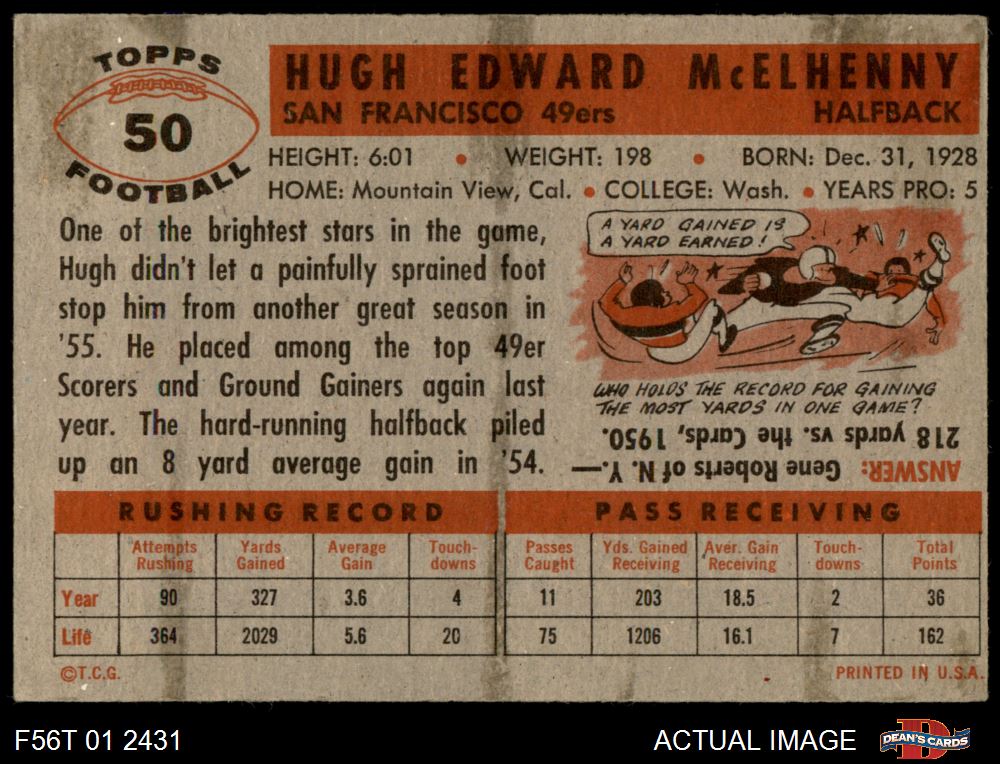 TOPPS
50
FOOTBALL
HUGH EDWARD McELHENNY
SAN FRANCISCO 49ers HALFBACK
HEIGHT: 6:01 • WEIGHT: 198 • BORN: Dec. 31, 1928
HOME: Mountain View, Cal. • COLLEGE: Wash. • YEARS PRO: 5
One of the brightest stars in the game,
Hugh didn't let a painfully sprained foot
stop him from another great season in
'55. He placed among the top 49er
Scorers and Ground Gainers again last
year. The hard-running halfback piled
up an 8 yard average gain in '54.
A YARD GAINED IS
A YARD EARNED!
WHO HOLDS THE RECORD FOR GAINING
THE MOST YARDS IN ONE GAME?
ANSWER: Gene Roberts of N. Y.—
218 yards vs. the Cards, 1950.
RUSHING RECORD PASS RECEIVING
Attempts Rushing Yards Gained Average Gain Touch-downs Passes Caught Yds. Gained Receiving Aver. Gain Receiving Touch-downs Total Points
Year 90 327 3.6 4 11 203 18.5 2 36
Life 364 2029 5.6 20 75 1206 16.1 7 162
©T.C.G. PRINTED IN U.S.A.
F56T 01 2431 ACTUAL IMAGE DEAN'S CARDS